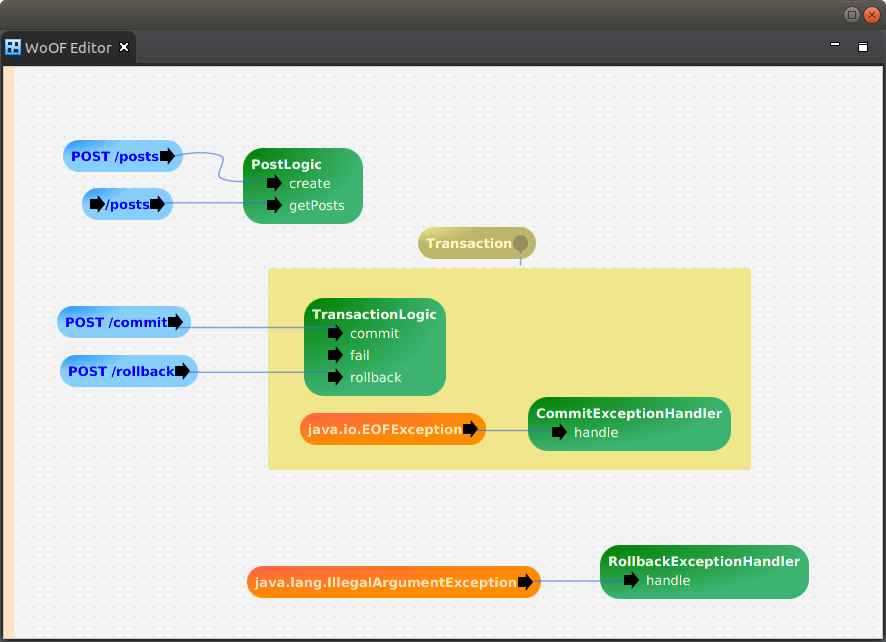 WoOF Editor
POST /posts
PostLogic
create
/posts
getPosts
Transaction
TransactionLogic
POST /commit
commit
fail
POST /rollback
rollback
CommitExceptionHandler
java.io.EOFException
handle
RollbackExceptionHandler
java.lang.IllegalArgumentException
handle